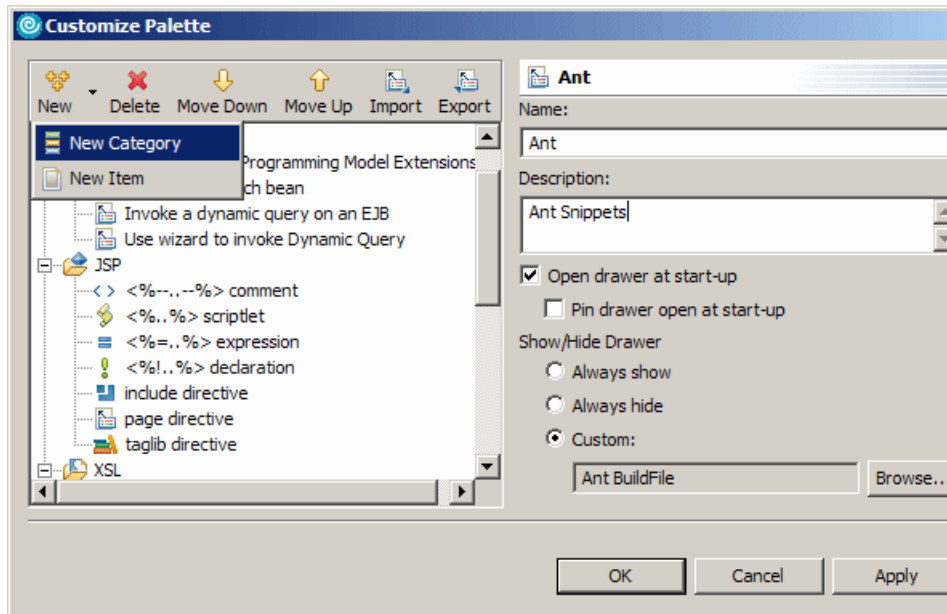 Customize Palette
New Delete Move Down Move Up Import Export
New Category
New Item
Programming Model Extensions
ch bean
Invoke a dynamic query on an EJB
Use wizard to invoke Dynamic Query
JSP
<%--..--%> comment
<%..%> scriptlet
<%=..%> expression
<%!..%> declaration
include directive
page directive
taglib directive
XSL
Ant
Name:
Ant
Description:
Ant Snippets
Open drawer at start-up
Pin drawer open at start-up
Show/Hide Drawer
Always show
Always hide
Custom:
Ant BuildFile Browse...
OK Cancel Apply